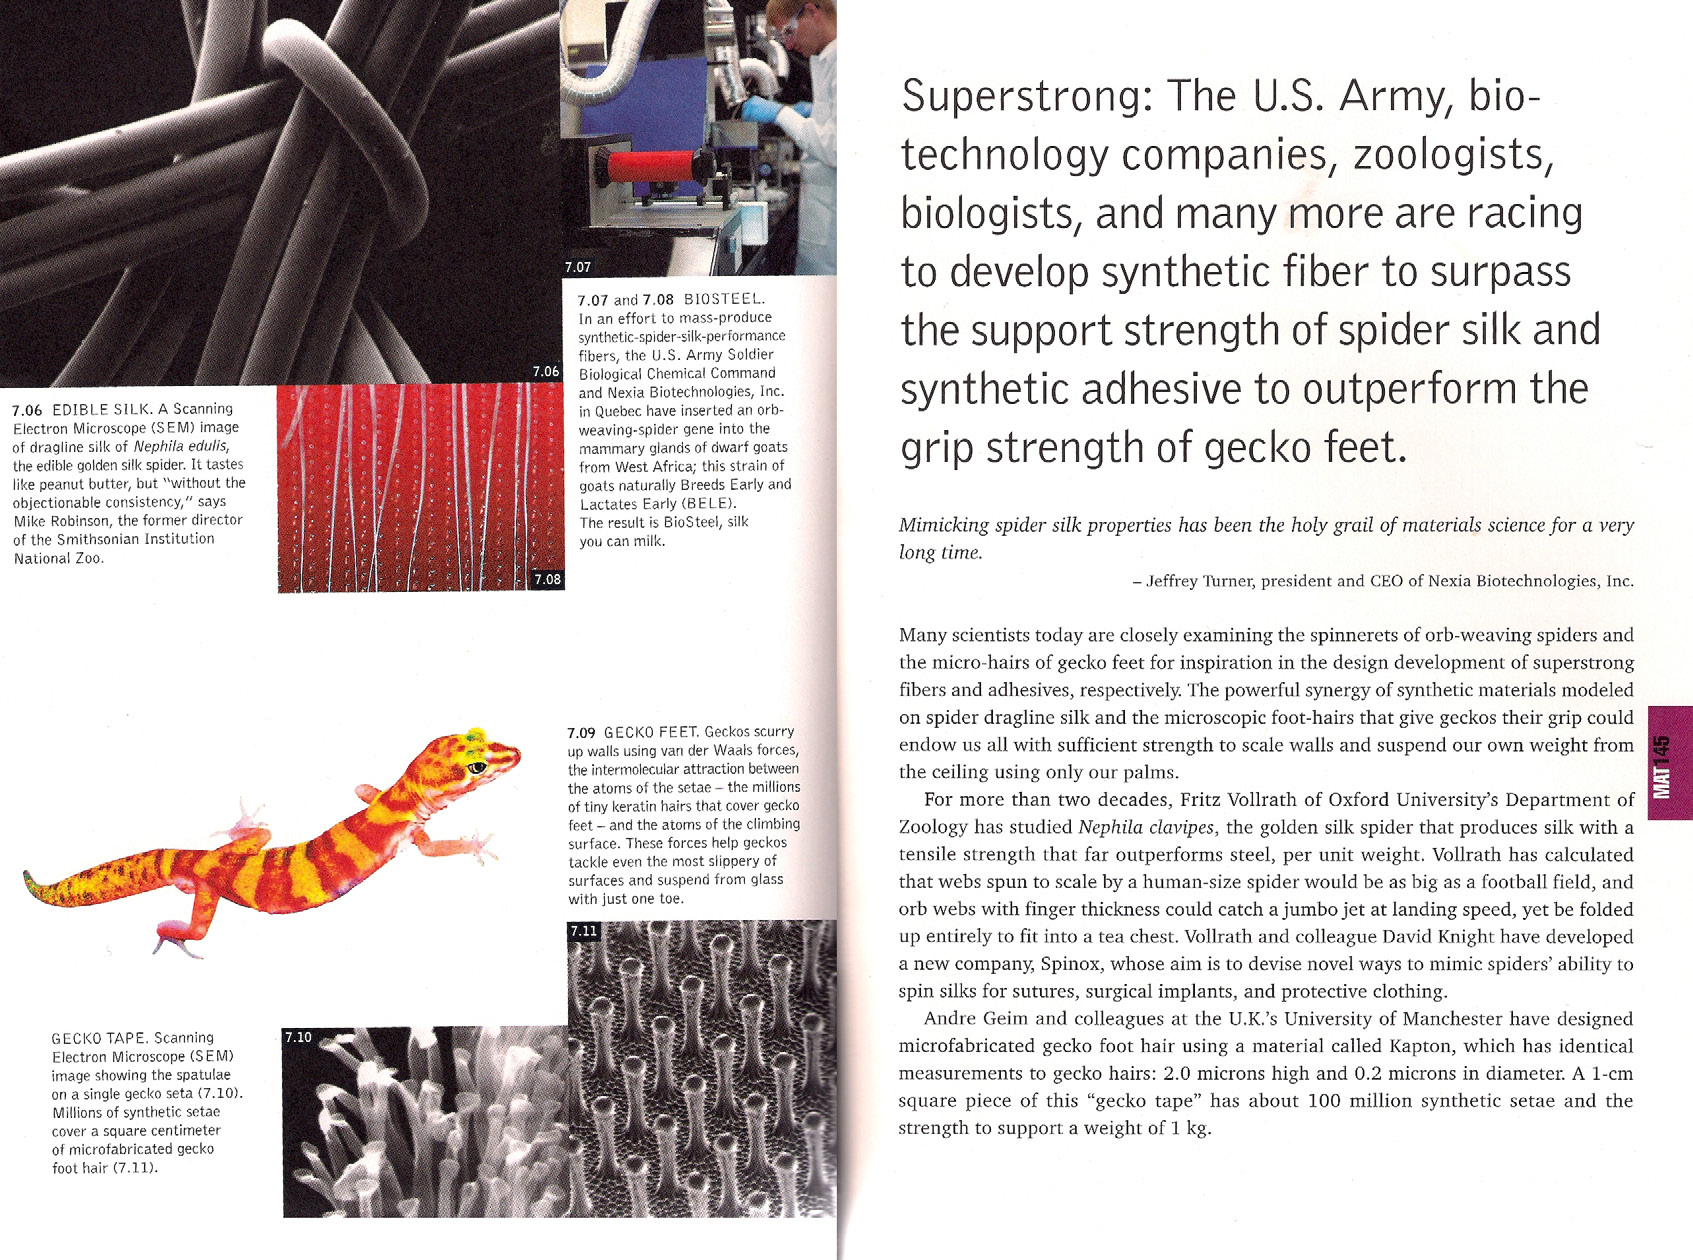 7.06
7.07
7.06 EDIBLE SILK. A Scanning
Electron Microscope (SEM) image
of dragline silk of Nephila edulis,
the edible golden silk spider. It tastes
like peanut butter, but “without the
objectionable consistency,” says
Mike Robinson, the former director
of the Smithsonian Institution
National Zoo.
7.08
7.07 and 7.08 BIOSTEEL.
In an effort to mass-produce
synthetic-spider-silk-performance
fibers, the U.S. Army Soldier
Biological Chemical Command
and Nexia Biotechnologies, Inc.
in Quebec have inserted an orb-
weaving-spider gene into the
mammary glands of dwarf goats
from West Africa; this strain of
goats naturally Breeds Early and
Lactates Early (BELE).
The result is BioSteel, silk
you can milk.
7.09 GECKO FEET. Geckos scurry
up walls using van der Waals forces,
the intermolecular attraction between
the atoms of the setae – the millions
of tiny keratin hairs that cover gecko
feet – and the atoms of the climbing
surface. These forces help geckos
tackle even the most slippery of
surfaces and suspend from glass
with just one toe.
GECKO TAPE. Scanning
Electron Microscope (SEM)
image showing the spatulae
on a single gecko seta (7.10).
Millions of synthetic setae
cover a square centimeter
of microfabricated gecko
foot hair (7.11).
7.10
7.11
Superstrong: The U.S. Army, bio-
technology companies, zoologists,
biologists, and many more are racing
to develop synthetic fiber to surpass
the support strength of spider silk and
synthetic adhesive to outperform the
grip strength of gecko feet.
Mimicking spider silk properties has been the holy grail of materials science for a very
long time.
– Jeffrey Turner, president and CEO of Nexia Biotechnologies, Inc.
Many scientists today are closely examining the spinnerets of orb-weaving spiders and
the micro-hairs of gecko feet for inspiration in the design development of superstrong
fibers and adhesives, respectively. The powerful synergy of synthetic materials modeled
on spider dragline silk and the microscopic foot-hairs that give geckos their grip could
endow us all with sufficient strength to scale walls and suspend our own weight from
the ceiling using only our palms.
For more than two decades, Fritz Vollrath of Oxford University’s Department of
Zoology has studied Nephila clavipes, the golden silk spider that produces silk with a
tensile strength that far outperforms steel, per unit weight. Vollrath has calculated
that webs spun to scale by a human-size spider would be as big as a football field, and
orb webs with finger thickness could catch a jumbo jet at landing speed, yet be folded
up entirely to fit into a tea chest. Vollrath and colleague David Knight have developed
a new company, Spinox, whose aim is to devise novel ways to mimic spiders’ ability to
spin silks for sutures, surgical implants, and protective clothing.
Andre Geim and colleagues at the U.K.’s University of Manchester have designed
microfabricated gecko foot hair using a material called Kapton, which has identical
measurements to gecko hairs: 2.0 microns high and 0.2 microns in diameter. A 1-cm
square piece of this “gecko tape” has about 100 million synthetic setae and the
strength to support a weight of 1 kg.
MAT145